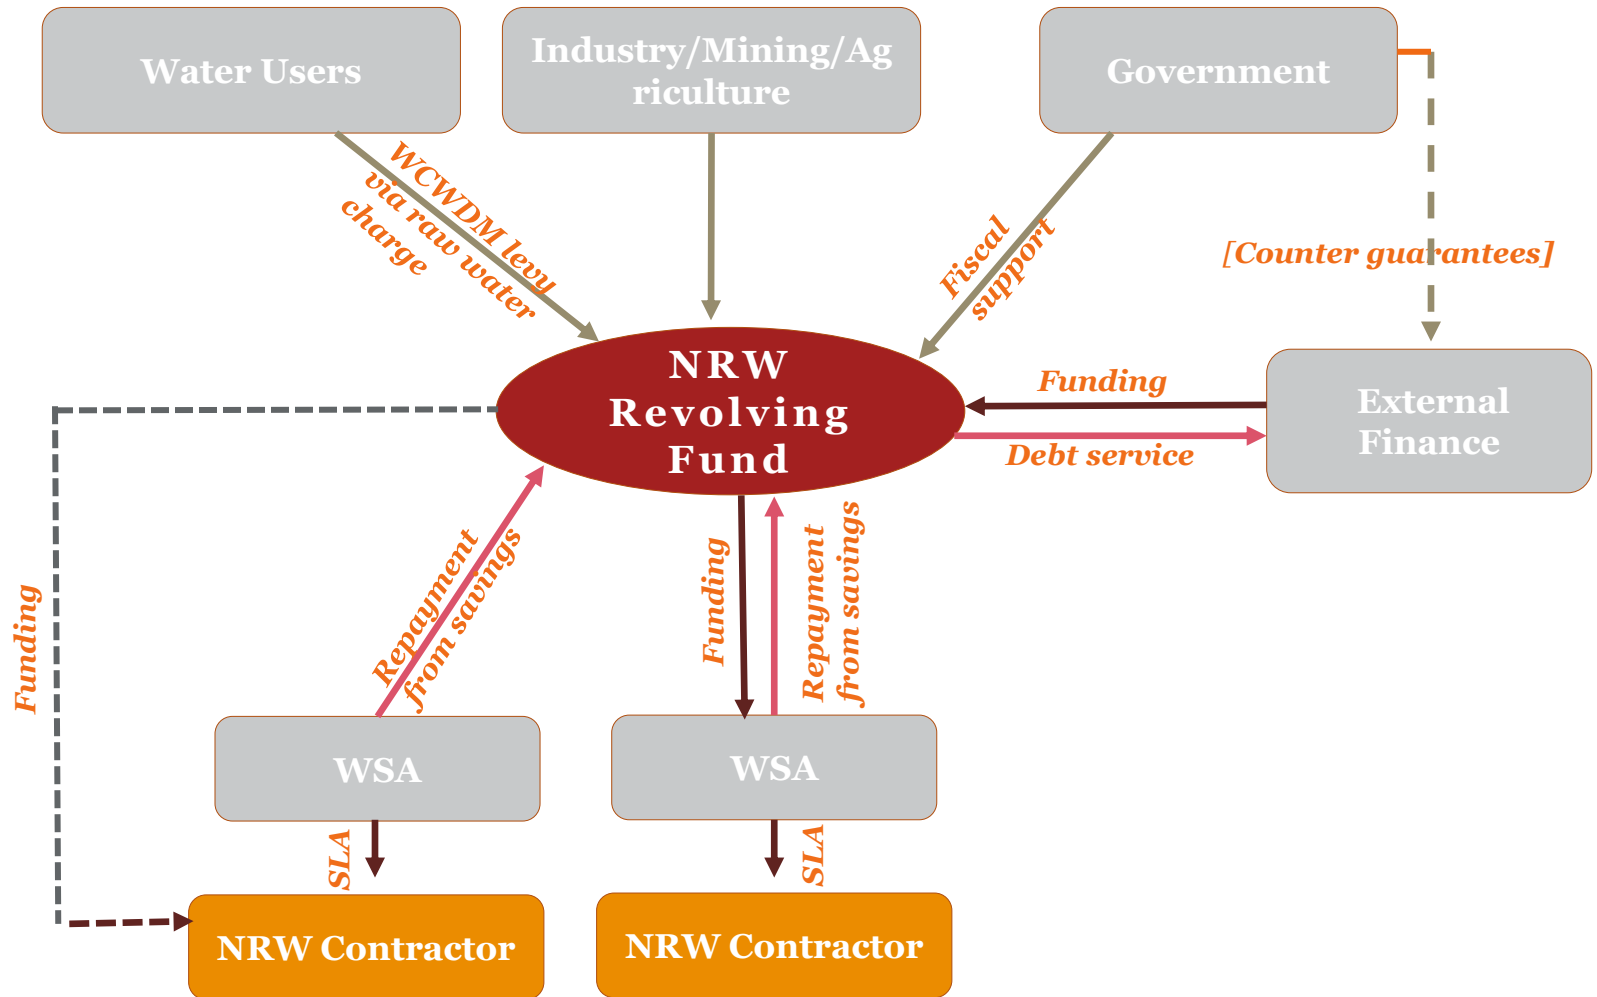 Water Users
Industry/Mining/Ag
riculture
Government
WCWDM levy
via raw water
charge
Fiscal
support
[Counter guarantees]
NRW
Revolving
Fund
Funding
Debt service
External
Finance
Funding
Repayment
from savings
Funding
Repayment
from savings
WSA
WSA
SLA
SLA
NRW Contractor
NRW Contractor